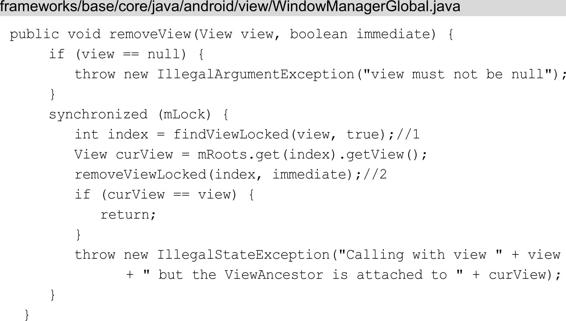 frameworks/base/core/java/android/view/WindowManagerGlobal.java
public void removeView(View view, boolean immediate) {
    if (view == null) {
        throw new IllegalArgumentException("view must not be null");
    }
    synchronized (mLock) {
        int index = findViewLocked(view, true);//1
        View curView = mRoots.get(index).getView();
        removeViewLocked(index, immediate);//2
        if (curView == view) {
            return;
        }
        throw new IllegalStateException("Calling with view " + view
                + " but the ViewAncestor is attached to " + curView);
    }
}